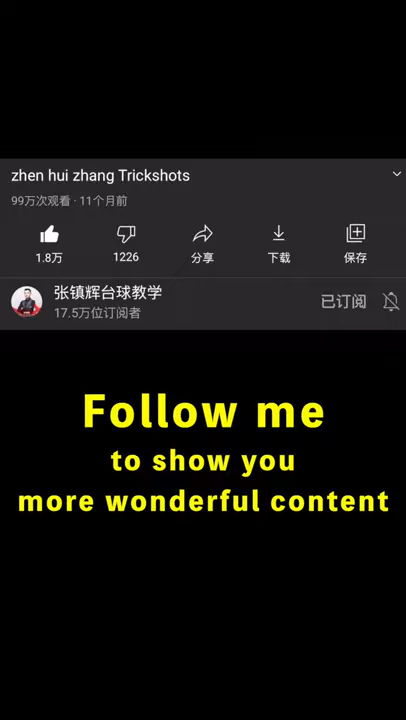 zhen hui zhang Trickshots
99万次观看 · 11个月前
1.8万 1226 分享 下载 保存
张镇辉台球教学 已订阅
17.5万位订阅者
Follow me
to show you
more wonderful content